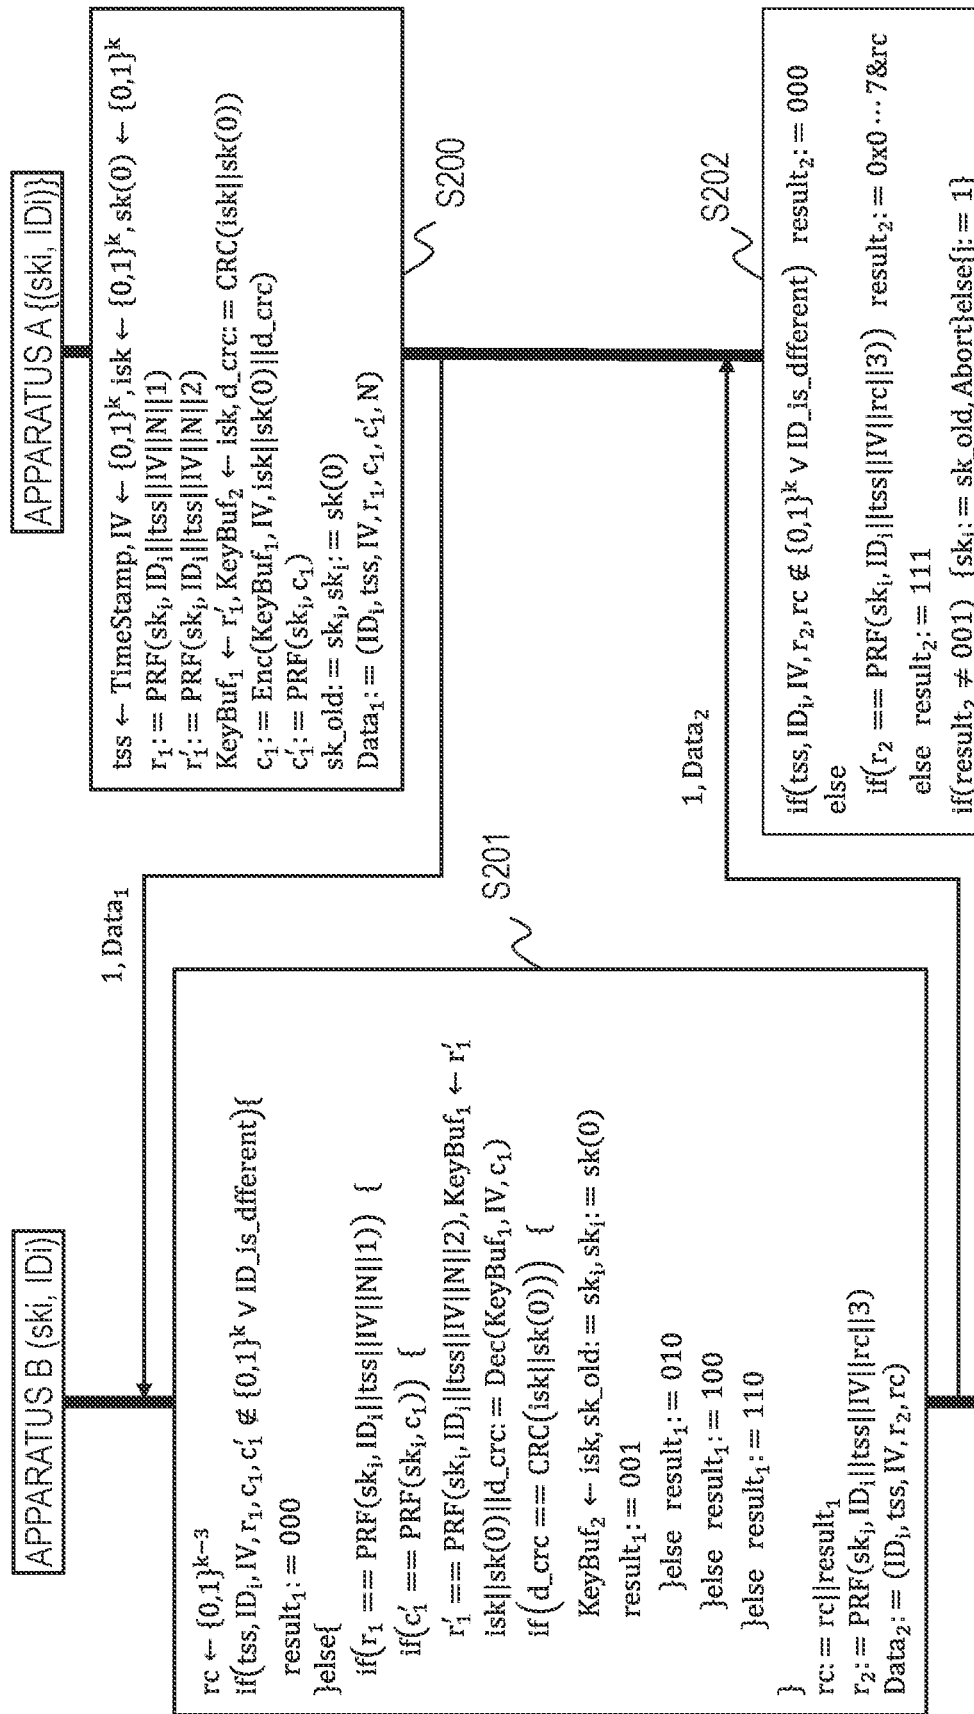 APPARATUS A {(ski, IDi)}
tss ← TimeStamp, IV ← {0,1}ᵏ, isk ← {0,1}ᵏ, sk(0) ← {0,1}ᵏ
r₁: = PRF(skᵢ, IDᵢ||tss||IV||N||1)
r₁′: = PRF(skᵢ, IDᵢ||tss||IV||N||2)
KeyBuf₁ ← r₁′, KeyBuf₂ ← isk, d_crc: = CRC(isk||sk(0))
c₁: = Enc(KeyBuf₁, IV, isk||sk(0)||d_crc)
c₁′: = PRF(skᵢ, c₁)
sk_old: = skᵢ, skᵢ: = sk(0)
Data₁: = (IDᵢ, tss, IV, r₁, c₁, c₁′, N)
S200
1, Data₁
APPARATUS B (ski, IDi)
rc ← {0,1}ᵏ⁻³
if(tss, IDᵢ, IV, r₁, c₁, c₁′ ∉ {0,1}ᵏ ∨ ID_is_dfferent){
result₁: = 000
}else{
if(r₁ == PRF(skᵢ, IDᵢ||tss||IV||N||1)) {
if(c₁′ == PRF(skᵢ, c₁)) {
r₁′ == PRF(skᵢ, IDᵢ||tss||IV||N||2), KeyBuf₁ ← r₁′
isk||sk(0)||d_crc: = Dec(KeyBuf₁, IV, c₁)
if(d_crc == CRC(isk||sk(0))) {
KeyBuf₂ ← isk, sk_old: = skᵢ, skᵢ: = sk(0)
result₁: = 001
}else result₁: = 010
}else result₁: = 100
}else result₁: = 110
}
rc: = rc||result₁
r₂: = PRF(skᵢ, IDᵢ||tss||IV||rc||3)
Data₂: = (IDᵢ, tss, IV, r₂, rc)
S201
1, Data₂
S202
if(tss, IDᵢ, IV, r₂, rc ∉ {0,1}ᵏ ∨ ID_is_dfferent) result₂: = 000
else
if(r₂ == PRF(skᵢ, IDᵢ||tss||IV||rc||3)) result₂: = 0x0 ⋯ 7&rc
else result₂: = 111
if(result₂ ≠ 001) {skᵢ: = sk_old, Abort}else{j: = 1}